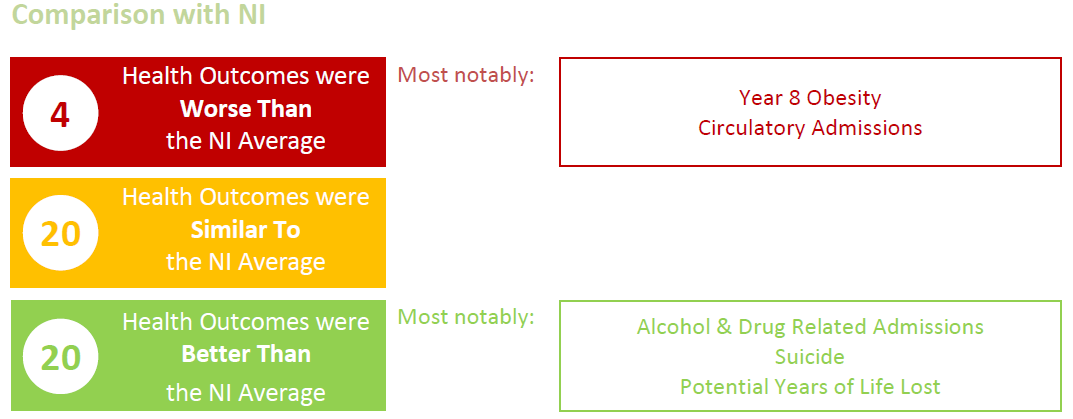 Comparison with NI
4
Health Outcomes were
Worse Than
the NI Average
Most notably:
Year 8 Obesity
Circulatory Admissions
20
Health Outcomes were
Similar To
the NI Average
20
Health Outcomes were
Better Than
the NI Average
Most notably:
Alcohol & Drug Related Admissions
Suicide
Potential Years of Life Lost